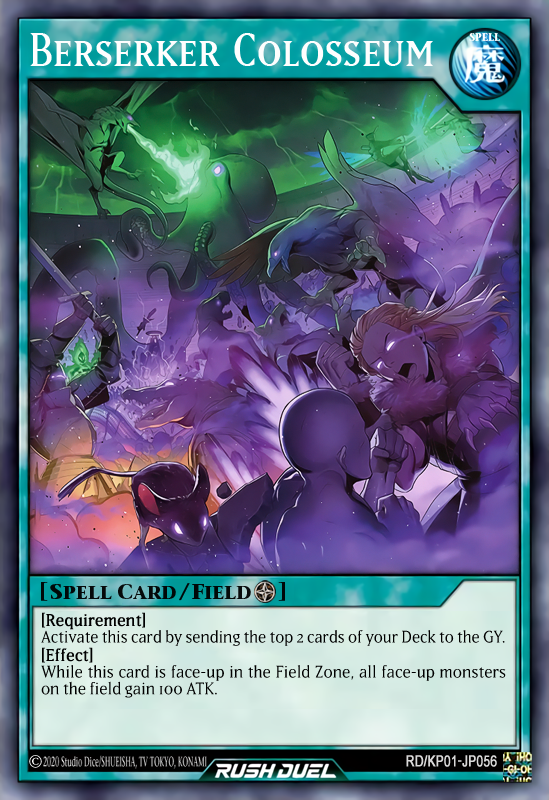 BERSERKER COLOSSEUM
SPELL
魔
[SPELL CARD/FIELD]
[Requirement]
Activate this card by sending the top 2 cards of your Deck to the GY.
[Effect]
While this card is face-up in the Field Zone, all face-up monsters
on the field gain 100 ATK.
©2020 Studio Dice/SHUEISHA, TV TOKYO, KONAMI
RUSH DUEL
RD/KP01-JP056